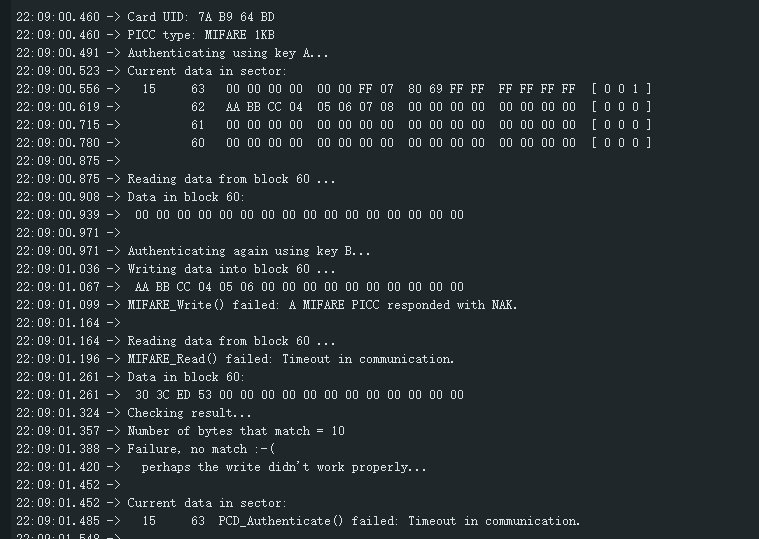 22:09:00.460 -> Card UID: 7A B9 64 BD
22:09:00.460 -> PICC type: MIFARE 1KB
22:09:00.491 -> Authenticating using key A...
22:09:00.523 -> Current data in sector:
22:09:00.556 ->   15     63   00 00 00 00  00 00 FF 07  80 69 FF FF  FF FF FF FF  [ 0 0 1 ]
22:09:00.619 ->          62   AA BB CC 04  05 06 07 08  00 00 00 00  00 00 00 00  [ 0 0 0 ]
22:09:00.715 ->          61   00 00 00 00  00 00 00 00  00 00 00 00  00 00 00 00  [ 0 0 0 ]
22:09:00.780 ->          60   00 00 00 00  00 00 00 00  00 00 00 00  00 00 00 00  [ 0 0 0 ]
22:09:00.875 ->
22:09:00.875 -> Reading data from block 60 ...
22:09:00.908 -> Data in block 60:
22:09:00.939 ->  00 00 00 00 00 00 00 00 00 00 00 00 00 00 00 00
22:09:00.971 ->
22:09:00.971 -> Authenticating again using key B...
22:09:01.036 -> Writing data into block 60 ...
22:09:01.067 ->  AA BB CC 04 05 06 00 00 00 00 00 00 00 00 00 00
22:09:01.099 -> MIFARE_Write() failed: A MIFARE PICC responded with NAK.
22:09:01.164 ->
22:09:01.164 -> Reading data from block 60 ...
22:09:01.196 -> MIFARE_Read() failed: Timeout in communication.
22:09:01.261 -> Data in block 60:
22:09:01.261 ->  30 3C ED 53 00 00 00 00 00 00 00 00 00 00 00 00
22:09:01.324 -> Checking result...
22:09:01.357 -> Number of bytes that match = 10
22:09:01.388 -> Failure, no match :-(
22:09:01.420 ->   perhaps the write didn't work properly...
22:09:01.452 ->
22:09:01.452 -> Current data in sector:
22:09:01.485 ->   15     63  PCD_Authenticate() failed: Timeout in communication.
22:09:01.548 ->